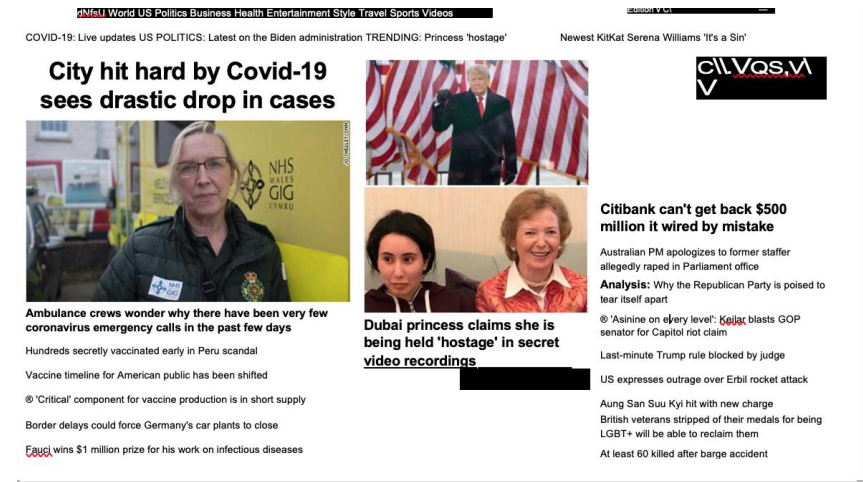 dNfsU World US Politics Business Health Entertainment Style Travel Sports Videos
Edition V C\
COVID-19: Live updates US POLITICS: Latest on the Biden administration TRENDING: Princess 'hostage'
Newest KitKat Serena Williams 'It's a Sin'
City hit hard by Covid-19
sees drastic drop in cases
NHS
WALES
GIG
CYMRU
NHS
GIG
Ambulance crews wonder why there have been very few
coronavirus emergency calls in the past few days
Hundreds secretly vaccinated early in Peru scandal
Vaccine timeline for American public has been shifted
® 'Critical' component for vaccine production is in short supply
Border delays could force Germany's car plants to close
Fauci wins $1 million prize for his work on infectious diseases
Dubai princess claims she is
being held 'hostage' in secret
video recordings
c\\.Vqs,v\
V
Citibank can't get back $500
million it wired by mistake
Australian PM apologizes to former staffer
allegedly raped in Parliament office
Analysis: Why the Republican Party is poised to
tear itself apart
® 'Asinine on every level': Keilar blasts GOP
senator for Capitol riot claim
Last-minute Trump rule blocked by judge
US expresses outrage over Erbil rocket attack
Aung San Suu Kyi hit with new charge
British veterans stripped of their medals for being
LGBT+ will be able to reclaim them
At least 60 killed after barge accident